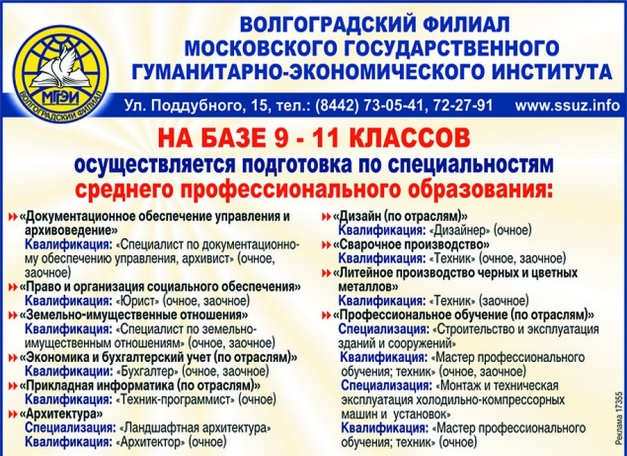 ВОЛГОГРАДСКИЙ ФИЛИАЛ
МОСКОВСКОГО ГОСУДАРСТВЕННОГО
ГУМАНИТАРНО-ЭКОНОМИЧЕСКОГО ИНСТИТУТА
МГГЭИ
ВОЛГОГРАДСКИЙ ФИЛИАЛ
Ул. Поддубного, 15, тел.: (8442) 73-05-41, 72-27-91 www.ssuz.info
НА БАЗЕ 9 - 11 КЛАССОВ
осуществляется подготовка по специальностям
среднего профессионального образования:
«Документационное обеспечение управления и
архивоведение»
Квалификация: «Специалист по документационно-
му обеспечению управления, архивист» (очное,
заочное)
«Право и организация социального обеспечения»
Квалификация: «Юрист» (очное, заочное)
«Земельно-имущественные отношения»
Квалификация: «Специалист по земельно-
имущественным отношениям» (очное, заочное)
«Экономика и бухгалтерский учет (по отраслям)»
Квалификация: «Бухгалтер» (очное, заочное)
«Прикладная информатика (по отраслям)»
Квалификация: «Техник-программист» (очное)
«Архитектура»
Специализация: «Ландшафтная архитектура»
Квалификация: «Архитектор» (очное)
«Дизайн (по отраслям)»
Квалификация: «Дизайнер» (очное)
«Сварочное производство»
Квалификация: «Техник» (очное, заочное)
«Литейное производство черных и цветных
металлов»
Квалификация: «Техник» (заочное)
«Профессиональное обучение (по отраслям)»
Специализация: «Строительство и эксплуатация
зданий и сооружений»
Квалификация: «Мастер профессионального
обучения; техник» (очное, заочное)
Специализация: «Монтаж и техническая
эксплуатация холодильно-компрессорных
машин и установок»
Квалификация: «Мастер профессионального
обучения; техник» (очное)
Реклама 17355